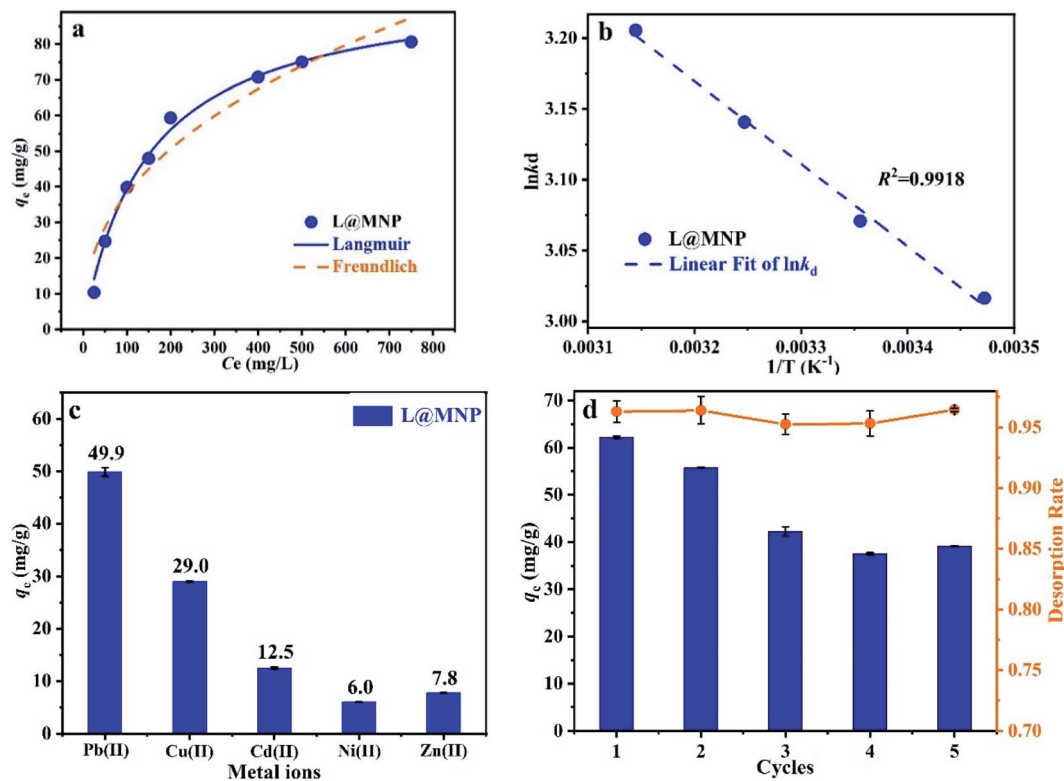 a
80
70
60
50
40
30
20
10
0
qe (mg/g)
L@MNP
Langmuir
Freundlich
0 100 200 300 400 500 600 700 800
Ce (mg/L)
b
3.20
3.15
3.10
3.05
3.00
lnkd
R²=0.9918
L@MNP
Linear Fit of lnkd
0.0031 0.0032 0.0033 0.0034 0.0035
1/T (K⁻¹)
c
L@MNP
60
50
40
30
20
10
0
qe (mg/g)
49.9
29.0
12.5
6.0
7.8
Pb(II) Cu(II) Cd(II) Ni(II) Zn(II)
Metal ions
d
70
60
50
40
30
20
10
0
qe (mg/g)
0.95
0.90
0.85
0.80
0.75
0.70
Desorption Rate
1 2 3 4 5
Cycles